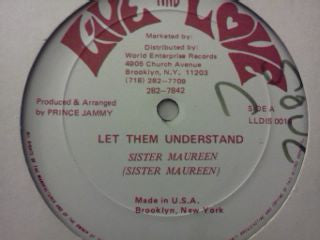 LIVE AND LOVE
Marketed by:
Distributed by:
World Enterprise Records
4905 Church Avenue
Brooklyn, N.Y. 11203
(718) 282-7709
282-7842
Produced & Arranged
by PRINCE JAMMY
SIDE A
LLDIS 0016
LET THEM UNDERSTAND
SISTER MAUREEN
(SISTER MAUREEN)
Made in U.S.A.
Brooklyn, New York